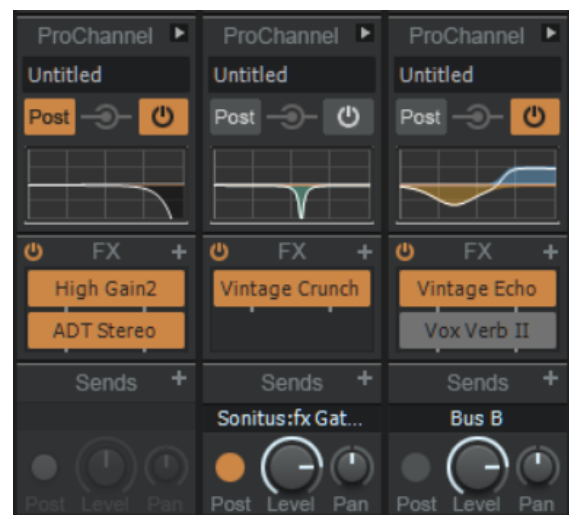 ProChannel
Untitled
Post
FX
High Gain2
ADT Stereo
Sends
Post Level Pan
ProChannel
Untitled
Post
FX
Vintage Crunch
Sends
Sonitus:fx Gat...
Post Level Pan
ProChannel
Untitled
Post
FX
Vintage Echo
Vox Verb II
Sends
Bus B
Post Level Pan